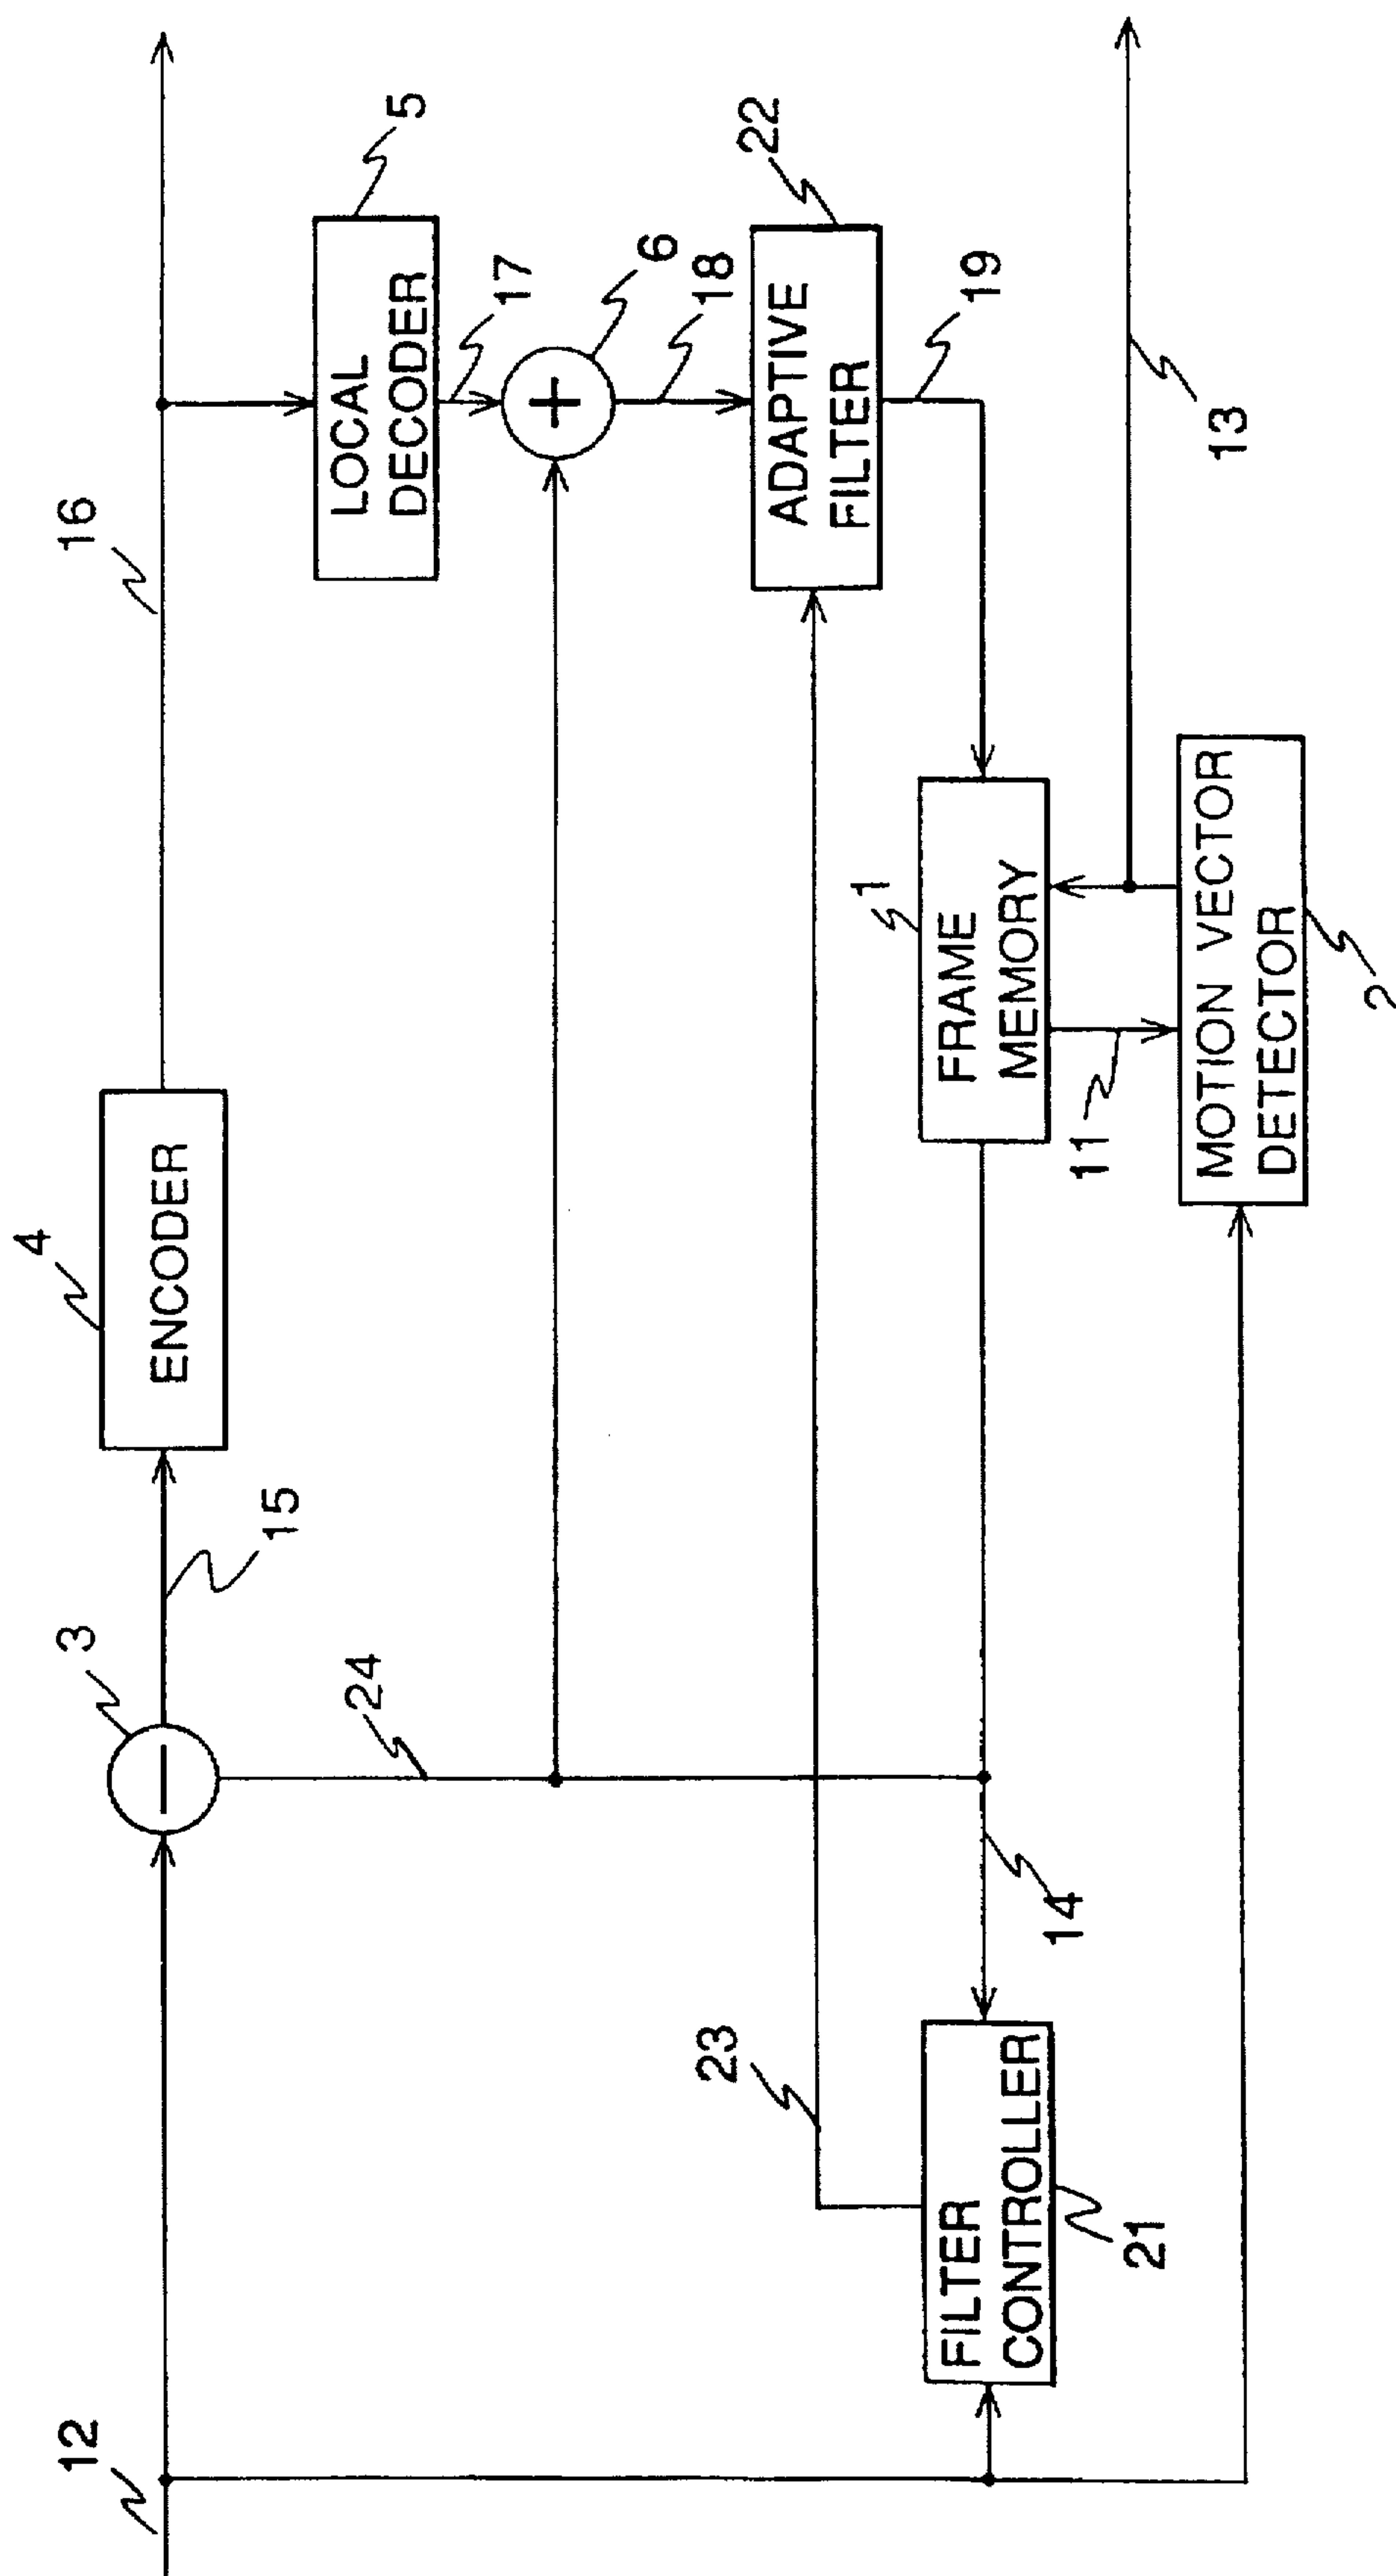 12
3
15
4
ENCODER
16
24
LOCAL
DECODER
5
17
6
18
23
ADAPTIVE
FILTER
22
19
FILTER
CONTROLLER
21
14
1
FRAME
MEMORY
11
MOTION VECTOR
DETECTOR
2
13